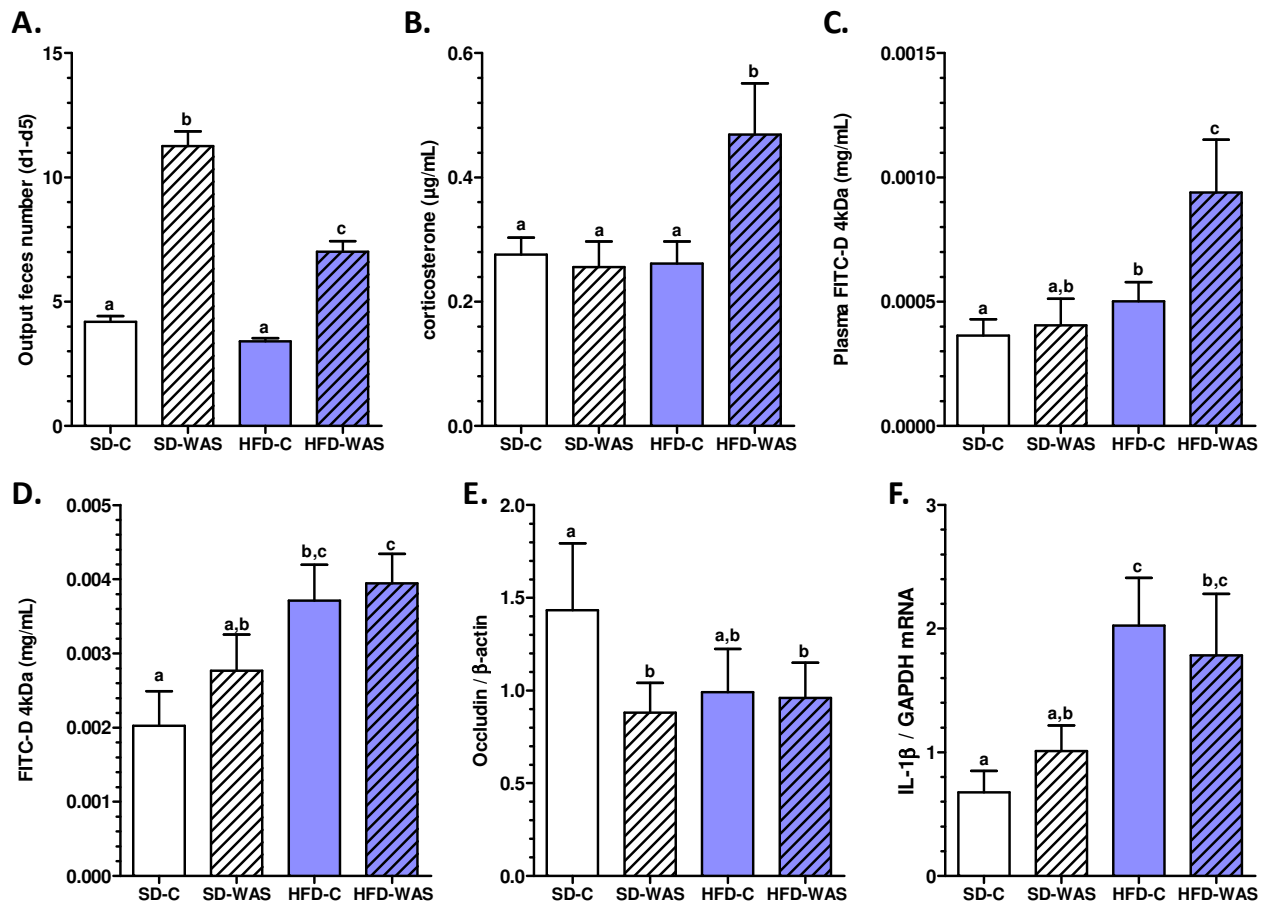 A.
Output feces number (d1-d5)
15
10
5
0
a
b
a
c
SD-C SD-WAS HFD-C HFD-WAS
B.
corticosterone (µg/mL)
0.6
0.4
0.2
0.0
a
a
a
b
SD-C SD-WAS HFD-C HFD-WAS
C.
Plasma FITC-D 4kDa (mg/mL)
0.0015
0.0010
0.0005
0.0000
a
a,b
b
c
SD-C SD-WAS HFD-C HFD-WAS
D.
FITC-D 4kDa (mg/mL)
0.005
0.004
0.003
0.002
0.001
0.000
a
a,b
b,c
c
SD-C SD-WAS HFD-C HFD-WAS
E.
Occludin / β-actin
2.0
1.5
1.0
0.5
0.0
a
b
a,b
b
SD-C SD-WAS HFD-C HFD-WAS
F.
IL-1β / GAPDH mRNA
3
2
1
0
a
a,b
c
b,c
SD-C SD-WAS HFD-C HFD-WAS